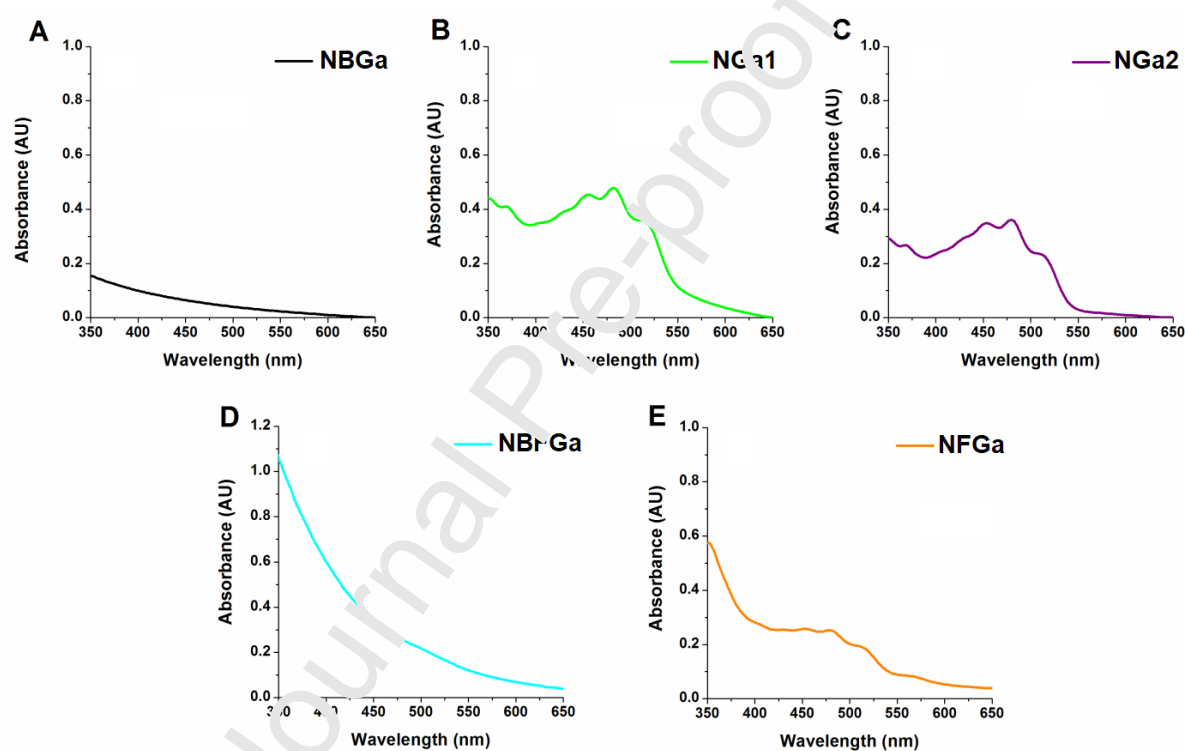 A
NBGa
Absorbance (AU)
1.0
0.8
0.6
0.4
0.2
0.0
350 400 450 500 550 600 650
Wavelength (nm)
B
NGa1
Absorbance (AU)
1.0
0.8
0.6
0.4
0.2
0.0
350 400 450 500 550 600 650
Wavelength (nm)
C
NGa2
Absorbance (AU)
1.0
0.8
0.6
0.4
0.2
0.0
350 400 450 500 550 600 650
Wavelength (nm)
D
Absorbance (AU)
1.2
1.0
0.8
0.6
0.4
0.2
0.0
400 450 500 550 600 650
Wavelength (nm)
E
NFGa
Absorbance (AU)
1.0
0.8
0.6
0.4
0.2
0.0
350 400 450 500 550 600 650
Wavelength (nm)
Journal Pre-proof